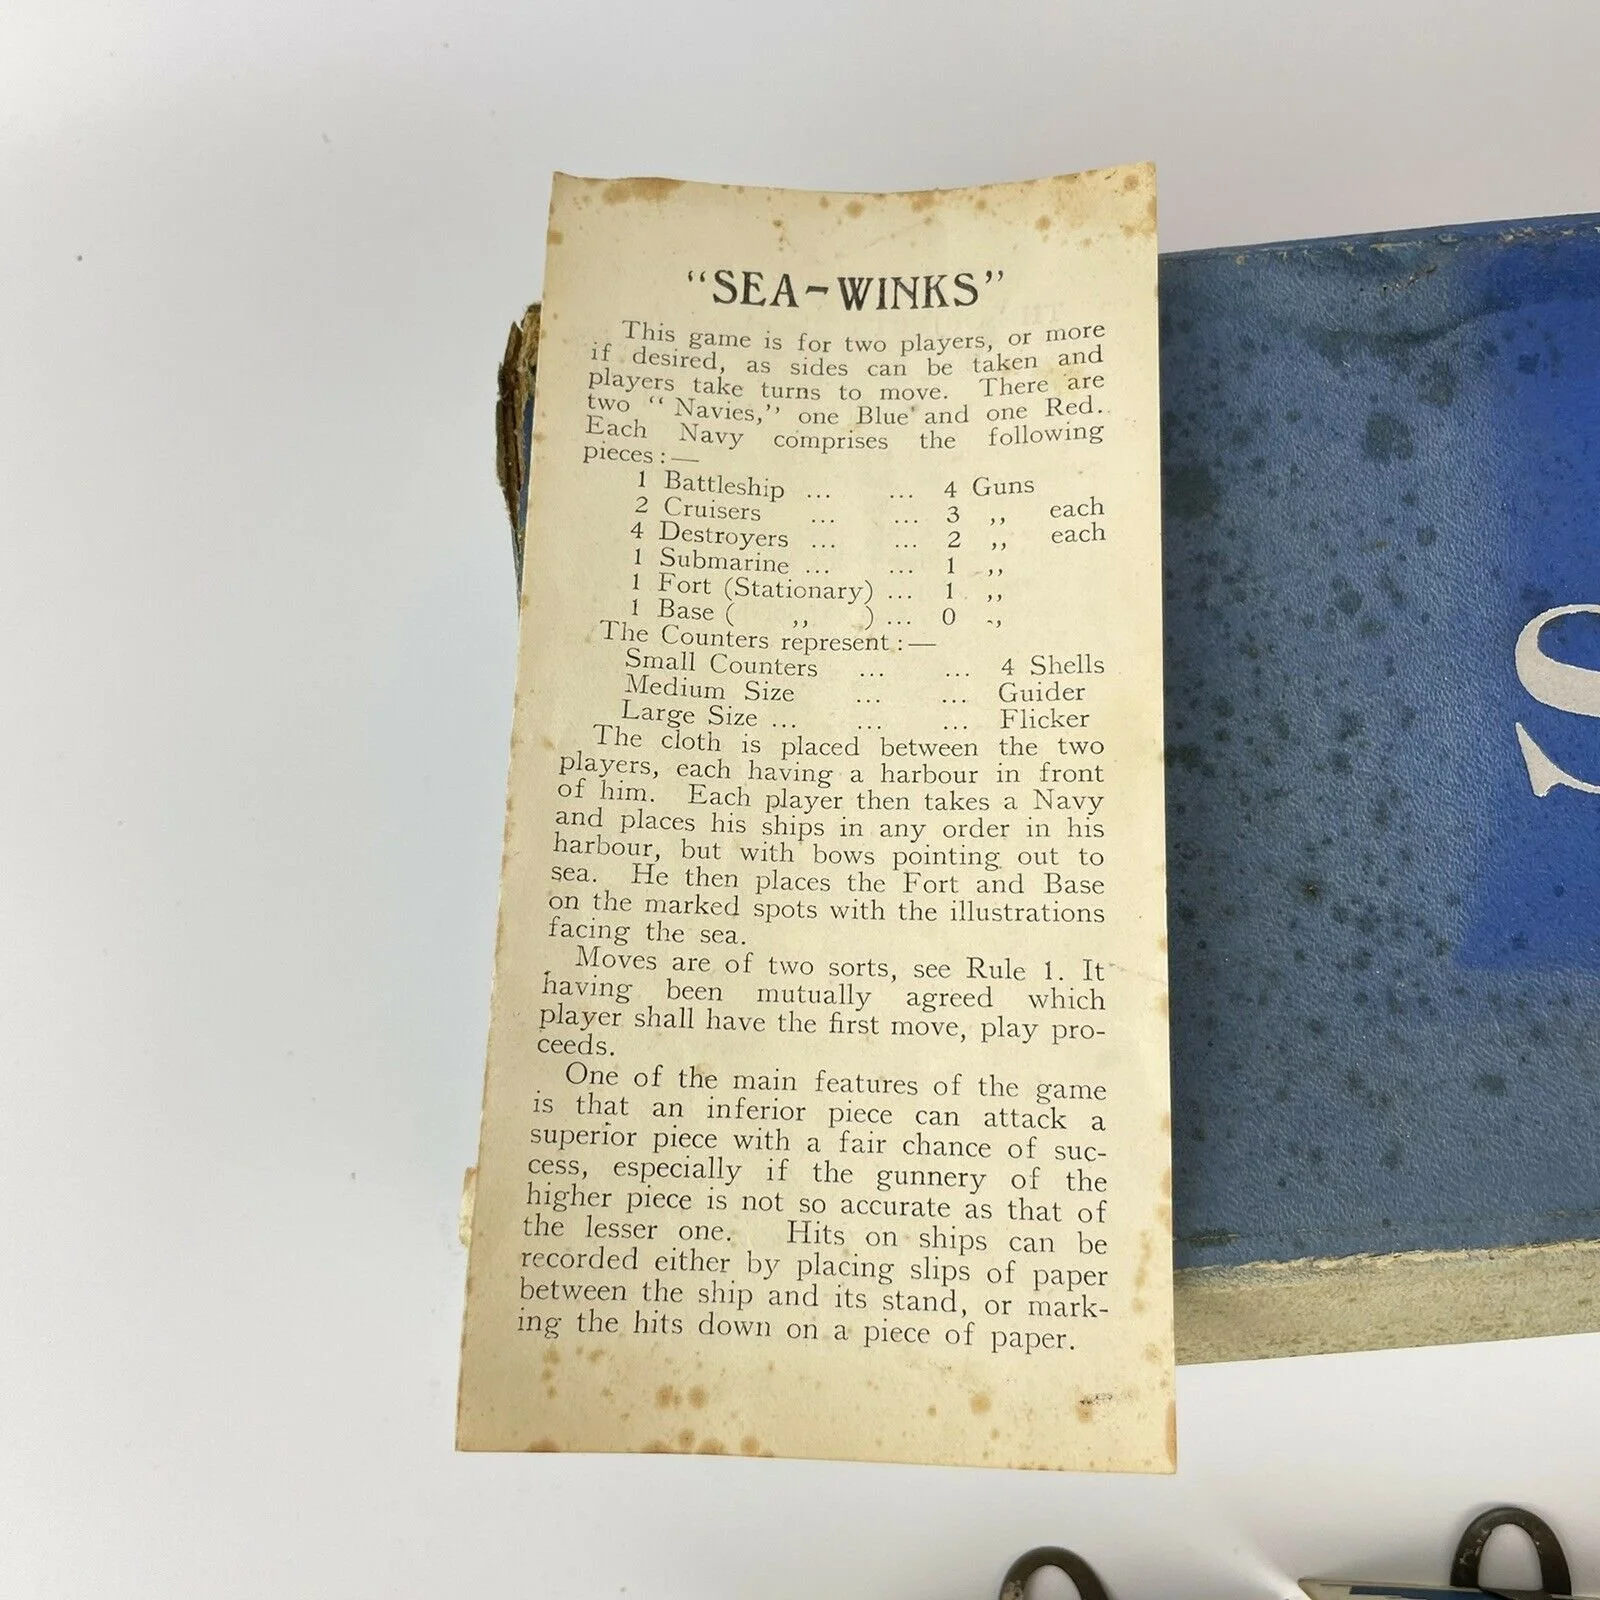 "SEA-WINKS"
This game is for two players, or more
if desired, as sides can be taken and
players take turns to move. There are
two "Navies," one Blue and one Red.
Each Navy comprises the following
pieces :—
1 Battleship ... ... 4 Guns
2 Cruisers ... ... 3 ,, each
4 Destroyers ... ... 2 ,, each
1 Submarine ... ... 1 ,,
1 Fort (Stationary) ... 1 ,,
1 Base ( ,, ) ... 0 ,,
The Counters represent :—
Small Counters ... ... 4 Shells
Medium Size ... ... Guider
Large Size ... ... ... Flicker
The cloth is placed between the two
players, each having a harbour in front
of him. Each player then takes a Navy
and places his ships in any order in his
harbour, but with bows pointing out to
sea. He then places the Fort and Base
on the marked spots with the illustrations
facing the sea.
Moves are of two sorts, see Rule 1. It
having been mutually agreed which
player shall have the first move, play pro-
ceeds.
One of the main features of the game
is that an inferior piece can attack a
superior piece with a fair chance of suc-
cess, especially if the gunnery of the
higher piece is not so accurate as that of
the lesser one. Hits on ships can be
recorded either by placing slips of paper
between the ship and its stand, or mark-
ing the hits down on a piece of paper.
S